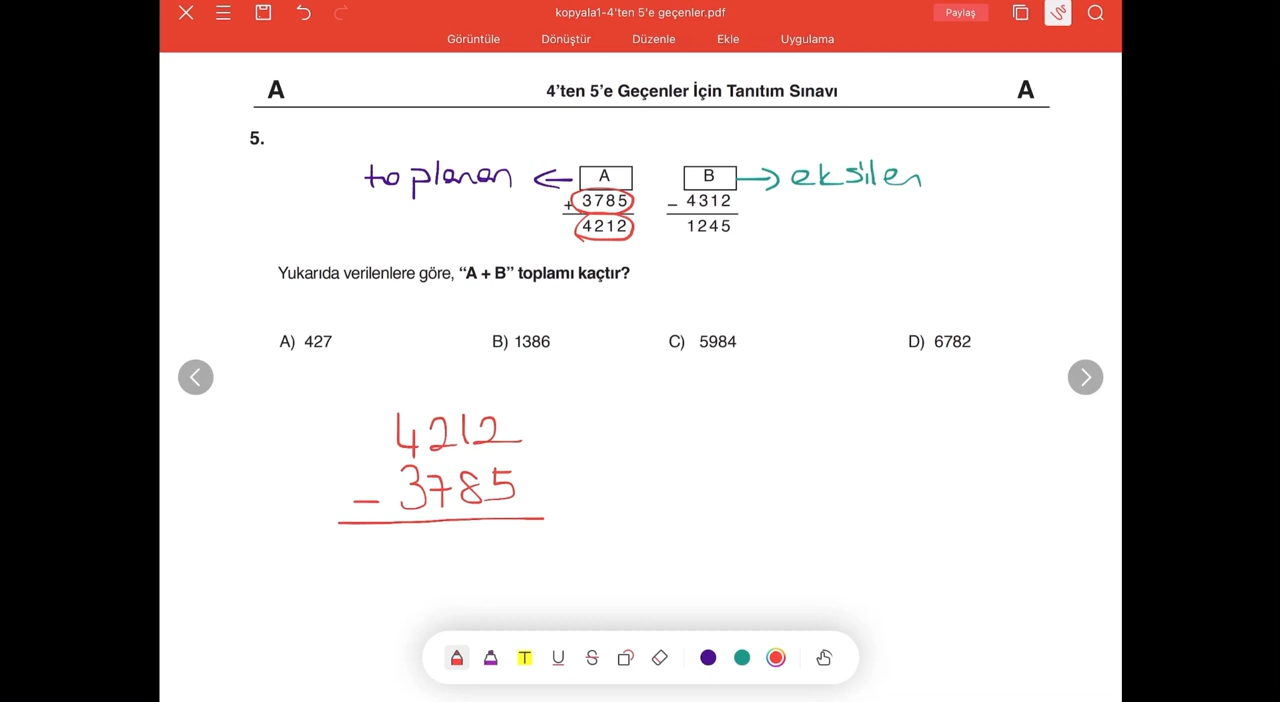 kopyala1-4'ten 5'e geçenler.pdf
Paylaş
Görüntüle Dönüştür Düzenle Ekle Uygulama
A 4'ten 5'e Geçenler İçin Tanıtım Sınavı A
5.
toplanan A B eksilen
+ 3785 – 4312
4212 1245
Yukarıda verilenlere göre, “A + B” toplamı kaçtır?
A) 427 B) 1386 C) 5984 D) 6782
4212
– 3785
T U S